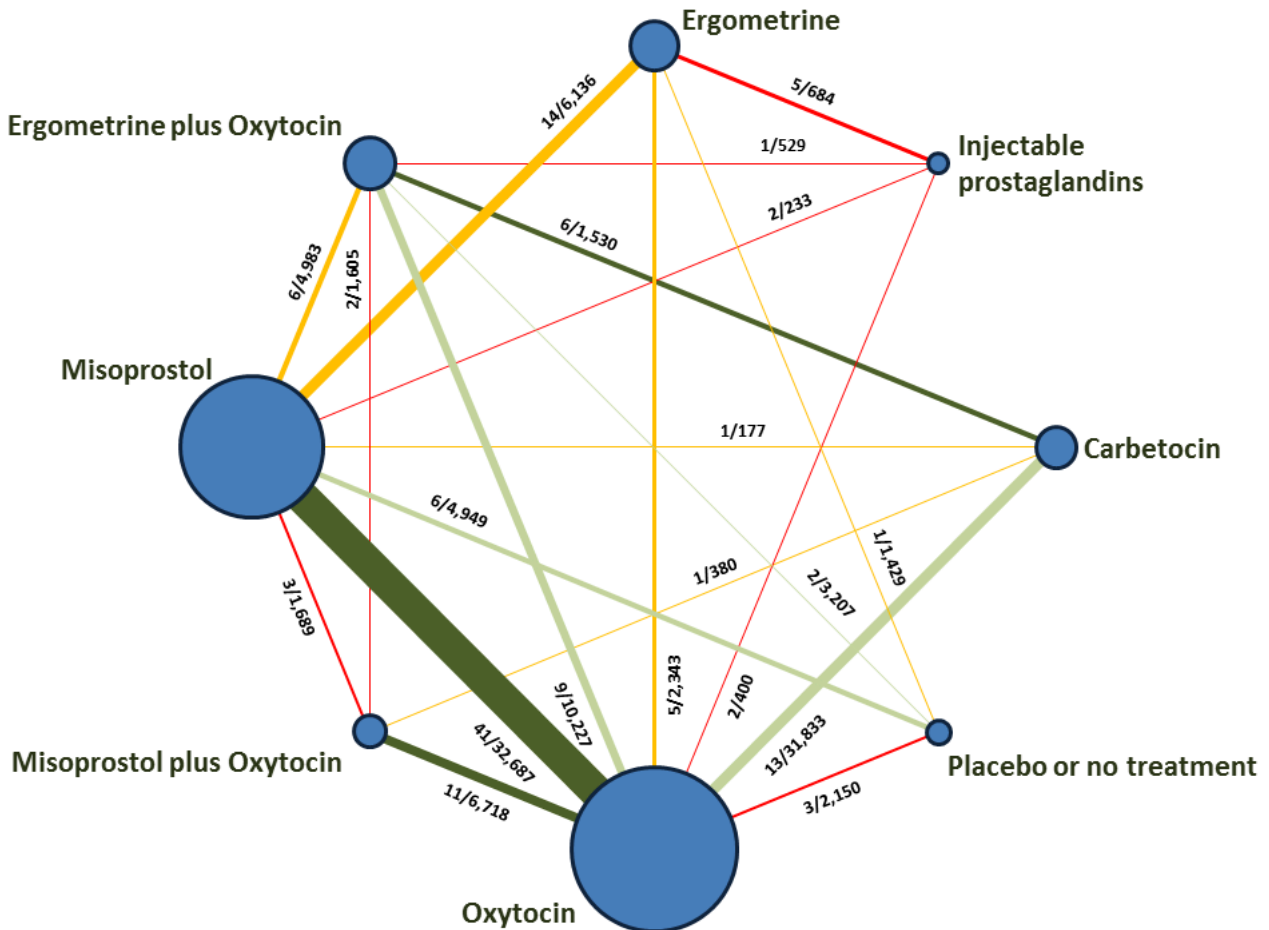 Ergometrine
14/6,136
5/684
Ergometrine plus Oxytocin
1/529
Injectable
prostaglandins
2/233
6/1,530
6/4,983
2/1,605
Misoprostol
1/177
Carbetocin
6/4,949
1/1,429
1/380
2/3,207
3/1,689
9/10,227
5/2,343
2/400
13/31,833
41/32,687
Misoprostol plus Oxytocin
Placebo or no treatment
11/6,718
3/2,150
Oxytocin